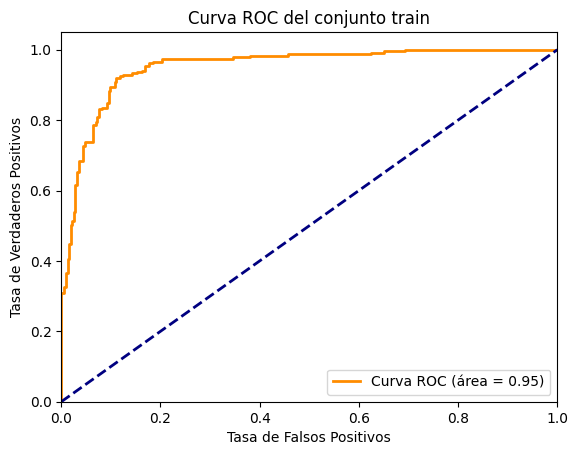 Curva ROC del conjunto train
Tasa de Verdaderos Positivos
1.0
0.8
0.6
0.4
0.2
0.0
0.0 0.2 0.4 0.6 0.8 1.0
Curva ROC (área = 0.95)
Tasa de Falsos Positivos